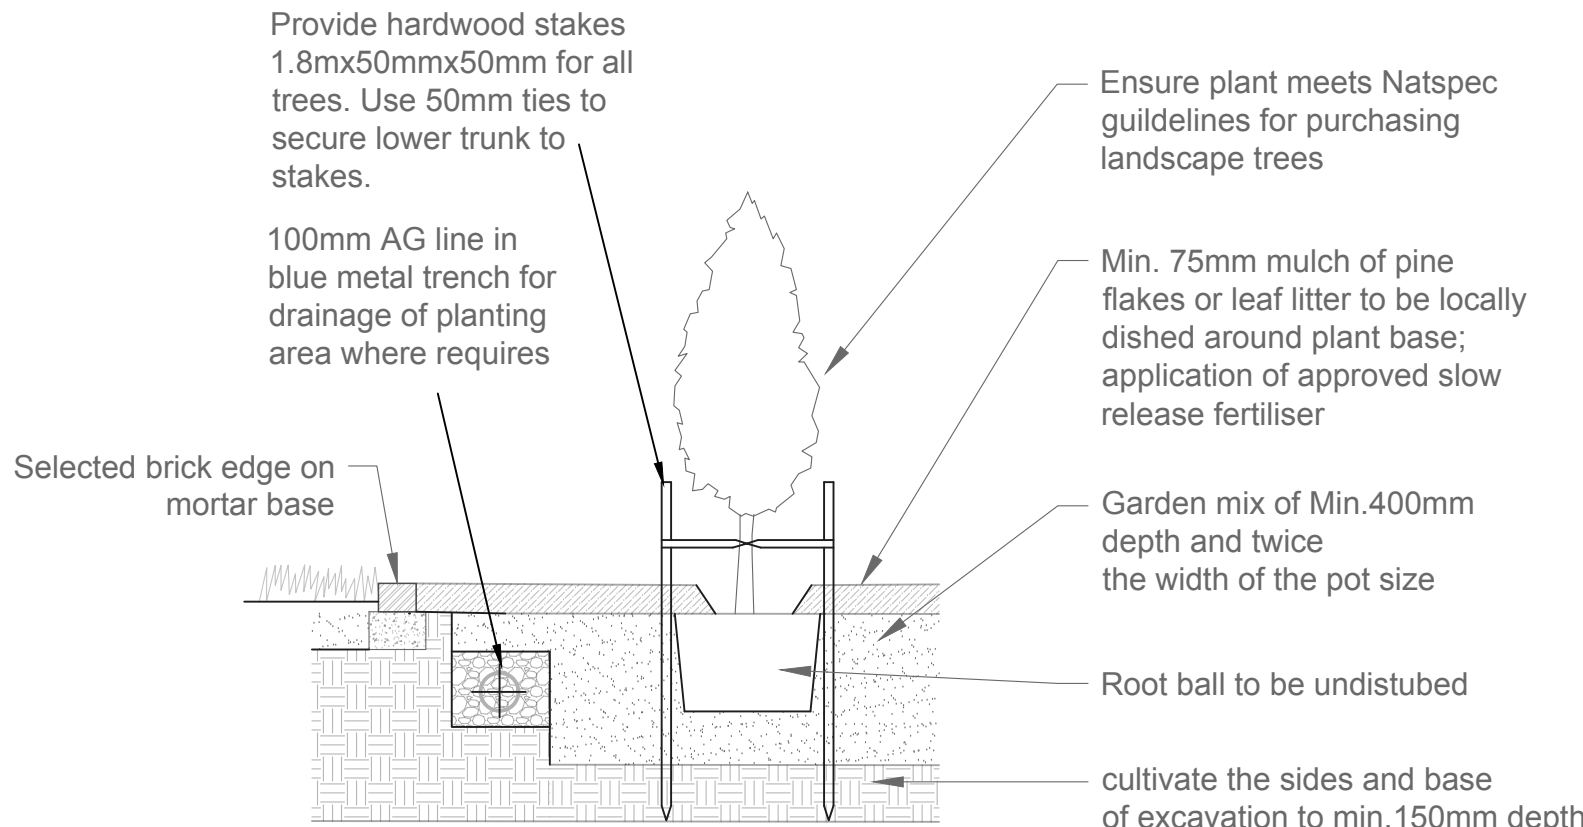 Provide hardwood stakes
1.8mx50mmx50mm for all
trees. Use 50mm ties to
secure lower trunk to
stakes.
100mm AG line in
blue metal trench for
drainage of planting
area where requires
Selected brick edge on
mortar base
Ensure plant meets Natspec
guildelines for purchasing
landscape trees
Min. 75mm mulch of pine
flakes or leaf litter to be locally
dished around plant base;
application of approved slow
release fertiliser
Garden mix of Min.400mm
depth and twice
the width of the pot size
Root ball to be undistubed
cultivate the sides and base
of excavation to min.150mm depth